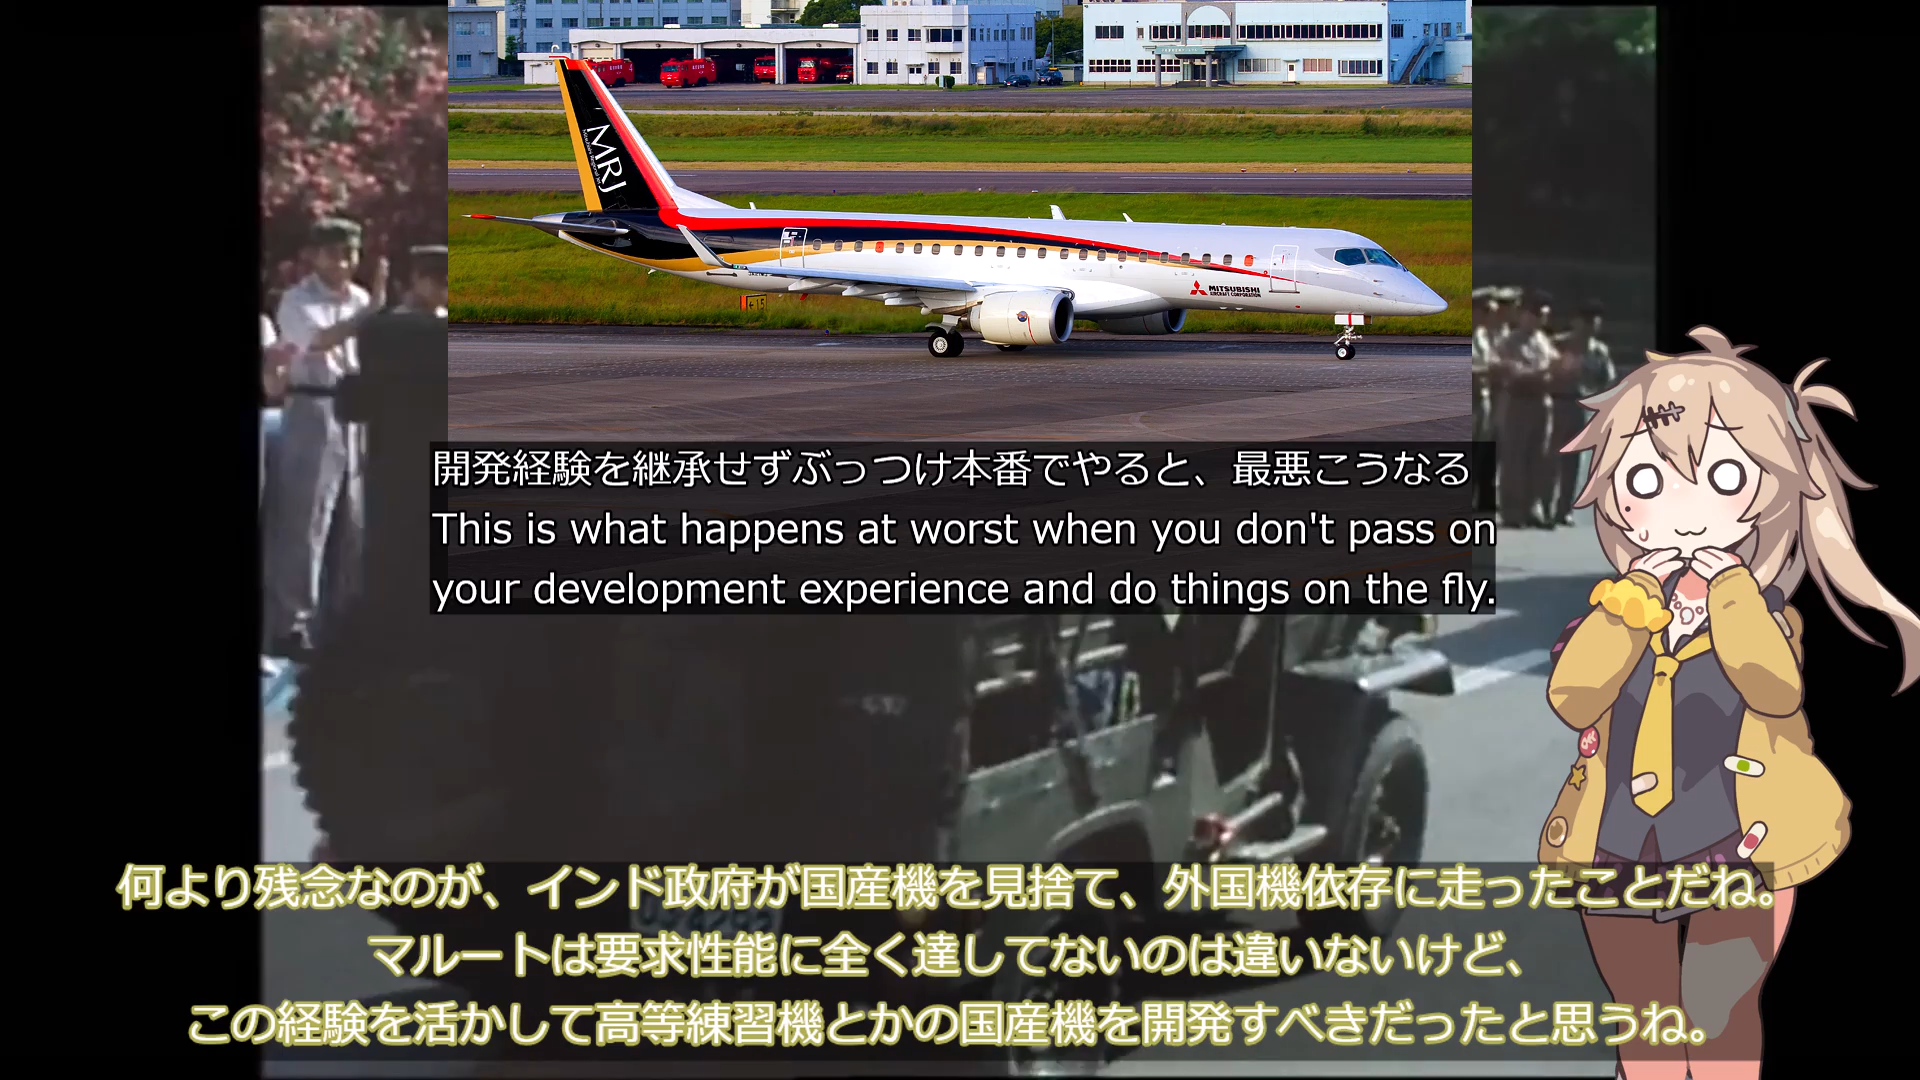 MRJ
MITSUBISHI
AIRCRAFT CORPORATION
開発経験を継承せずぶっつけ本番でやると、最悪こうなる
This is what happens at worst when you don't pass on
your development experience and do things on the fly.
何より残念なのが、インド政府が国産機を見捨て、外国機依存に走ったことだね。
マルートは要求性能に全く達してないのは違いないけど、
この経験を活かして高等練習機とかの国産機を開発すべきだったと思うね。